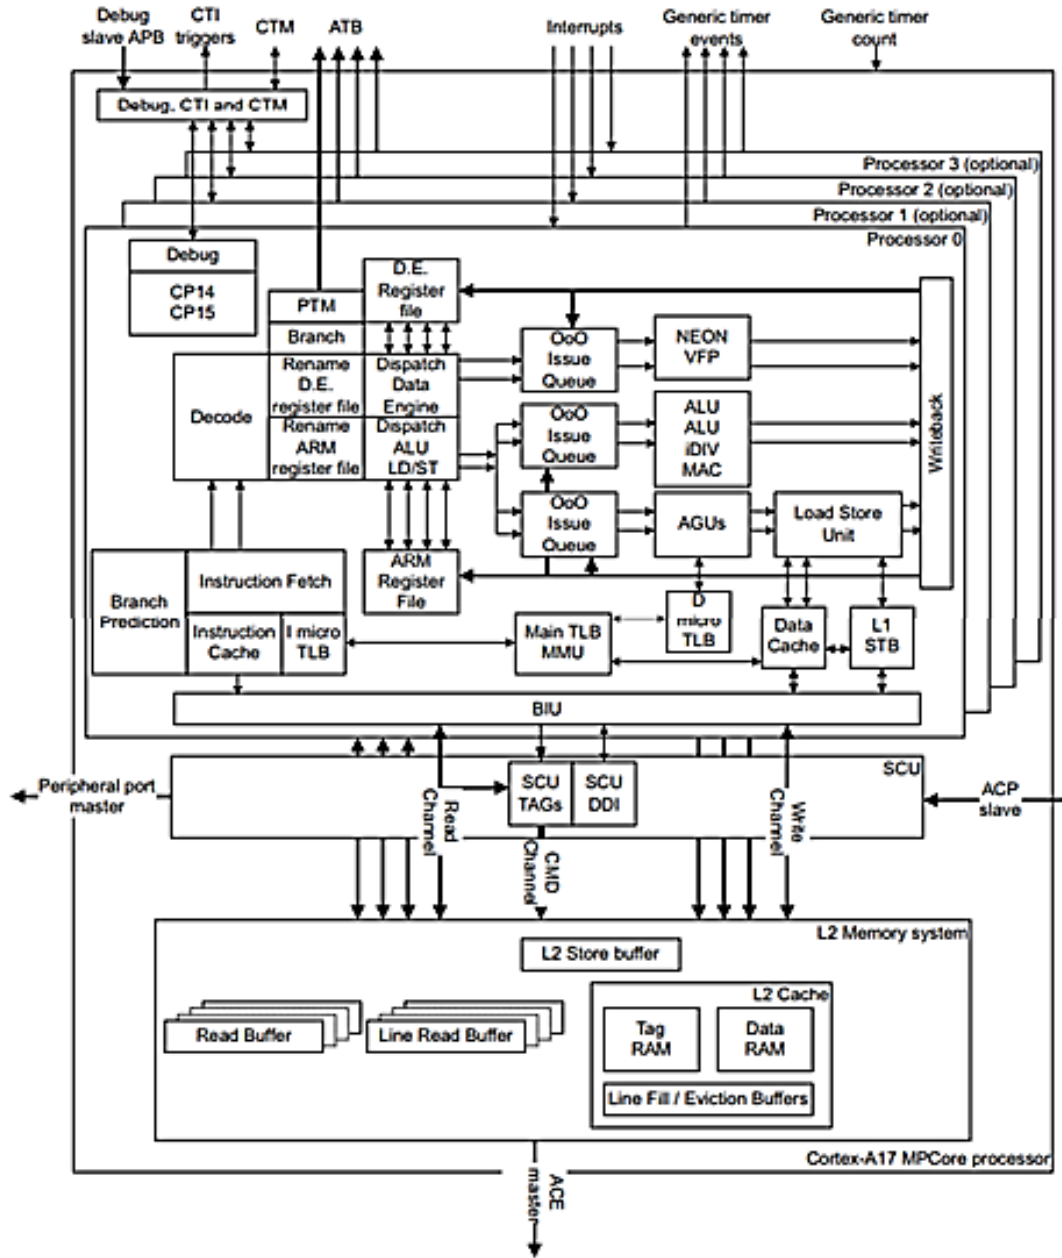 Debug
slave APB
CTI
triggers
CTM
ATB
Interrupts
Generic timer
events
Generic timer
count
Debug, CTI and CTM
Processor 3 (optional)
Processor 2 (optional)
Processor 1 (optional)
Processor 0
Debug
CP14
CP15
PTM
D.E.
Register
file
Branch
Decode
Rename
D.E.
register file
Dispatch
Data
Engine
Rename
ARM
register file
Dispatch
ALU
LD/ST
OoO
Issue
Queue
NEON
VFP
OoO
Issue
Queue
ALU
ALU
iDIV
MAC
OoO
Issue
Queue
AGUs
Load Store
Unit
Writeback
Branch
Prediction
Instruction Fetch
Instruction
Cache
I micro
TLB
ARM
Register
File
Main TLB
MMU
D
micro
TLB
Data
Cache
L1
STB
BIU
SCU
Peripheral port
master
Read
Channel
SCU
TAGs
SCU
DDI
CMD
Channel
Write
Channel
ACP
slave
L2 Memory system
L2 Store buffer
Read Buffer
Line Read Buffer
L2 Cache
Tag
RAM
Data
RAM
Line Fill / Eviction Buffers
Cortex-A17 MPCore processor
ACE
master